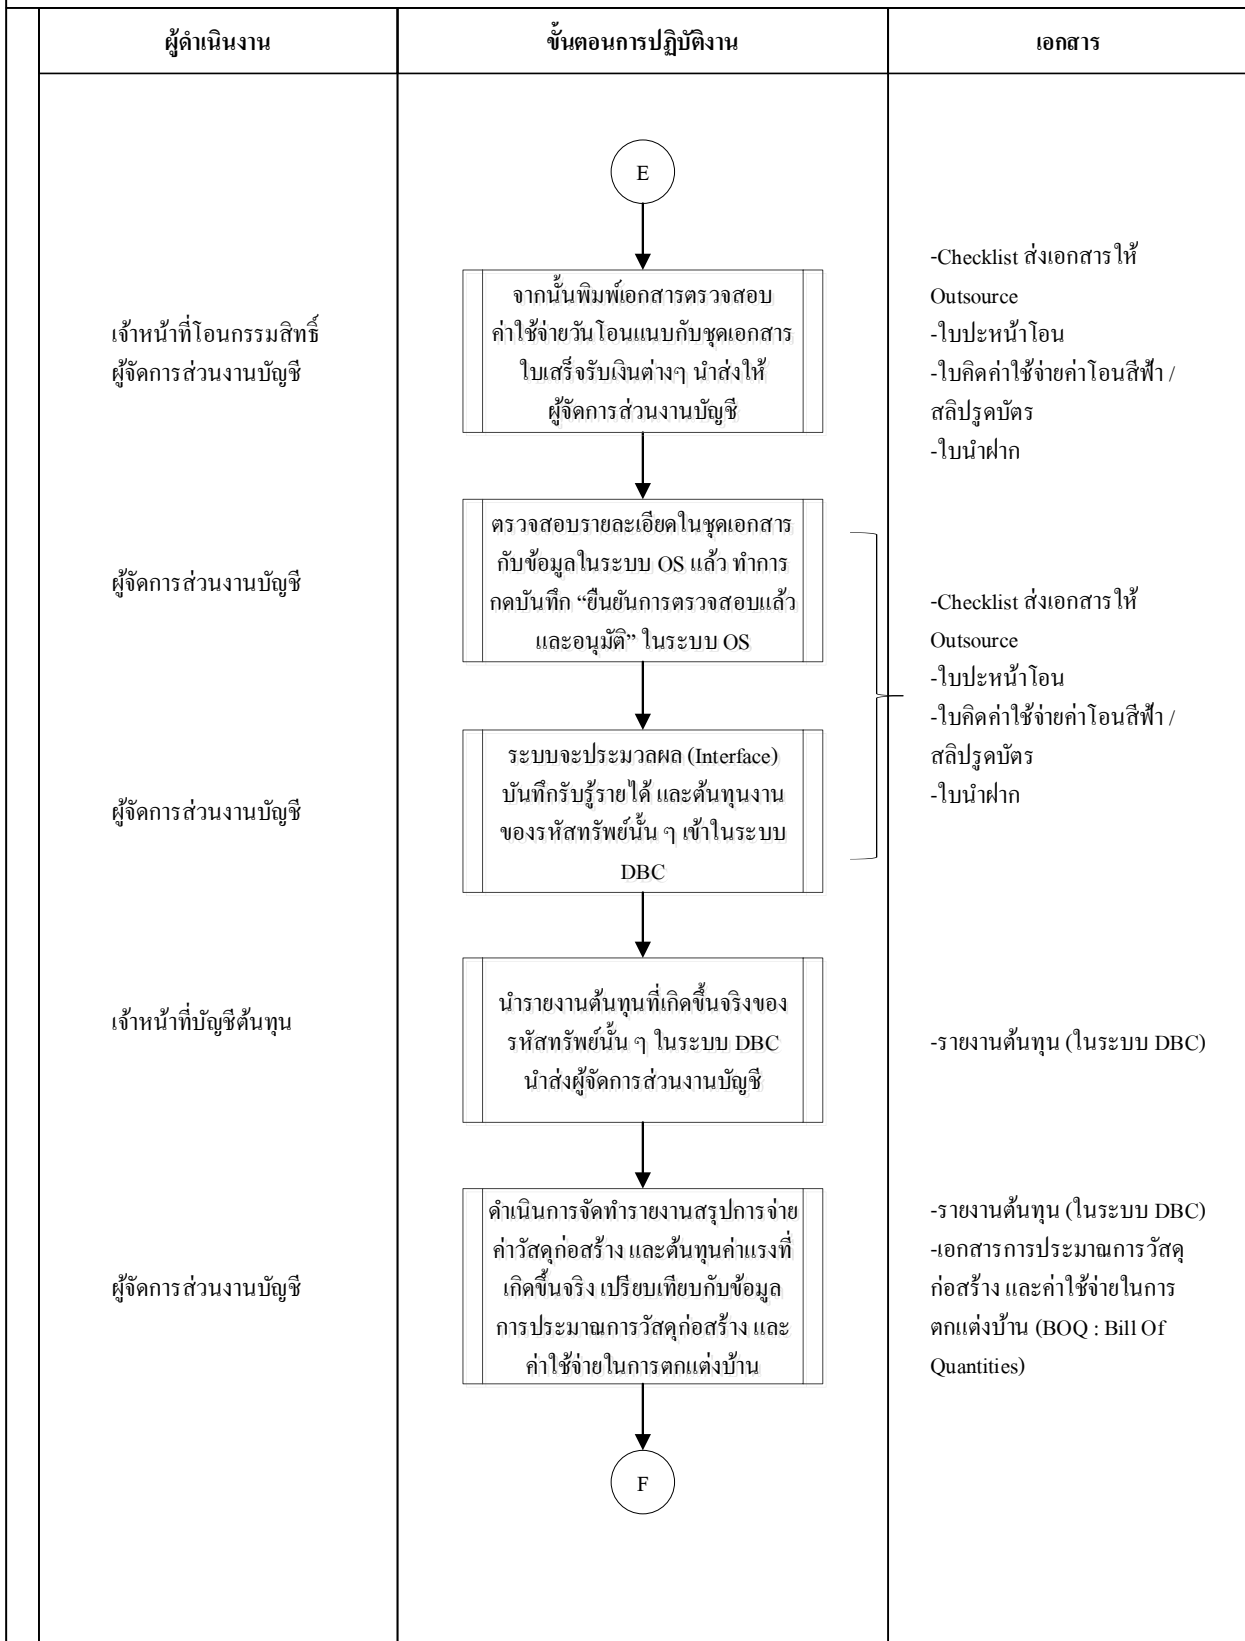 ผู้ดำเนินงาน
ขั้นตอนการปฏิบัติงาน
เอกสาร
E
เจ้าหน้าที่โอนกรรมสิทธิ์
ผู้จัดการส่วนงานบัญชี
จากนั้นพิมพ์เอกสารตรวจสอบ
ค่าใช้จ่ายวันโอนแนบกับชุดเอกสาร
ใบเสร็จรับเงินต่างๆ นำส่งให้
ผู้จัดการส่วนงานบัญชี
-Checklist ส่งเอกสารให้
Outsource
-ใบปะหน้าโอน
-ใบคิดค่าใช้จ่ายค่าโอนสีฟ้า /
สลิปรูดบัตร
-ใบนำฝาก
ผู้จัดการส่วนงานบัญชี
ตรวจสอบรายละเอียดในชุดเอกสาร
กับข้อมูลในระบบ OS แล้ว ทำการ
กดบันทึก “ยืนยันการตรวจสอบแล้ว
และอนุมัติ” ในระบบ OS
-Checklist ส่งเอกสารให้
Outsource
-ใบปะหน้าโอน
-ใบคิดค่าใช้จ่ายค่าโอนสีฟ้า /
สลิปรูดบัตร
-ใบนำฝาก
ผู้จัดการส่วนงานบัญชี
ระบบจะประมวลผล (Interface)
บันทึกรับรู้รายได้ และต้นทุนงาน
ของรหัสทรัพย์นั้น ๆ เข้าในระบบ
DBC
เจ้าหน้าที่บัญชีต้นทุน
นำรายงานต้นทุนที่เกิดขึ้นจริงของ
รหัสทรัพย์นั้น ๆ ในระบบ DBC
นำส่งผู้จัดการส่วนงานบัญชี
-รายงานต้นทุน (ในระบบ DBC)
ผู้จัดการส่วนงานบัญชี
ดำเนินการจัดทำรายงานสรุปการจ่าย
ค่าวัสดุก่อสร้าง และต้นทุนค่าแรงที่
เกิดขึ้นจริง เปรียบเทียบกับข้อมูล
การประมาณการวัสดุก่อสร้าง และ
ค่าใช้จ่ายในการตกแต่งบ้าน
-รายงานต้นทุน (ในระบบ DBC)
-เอกสารการประมาณการวัสดุ
ก่อสร้าง และค่าใช้จ่ายในการ
ตกแต่งบ้าน (BOQ : Bill Of
Quantities)
F